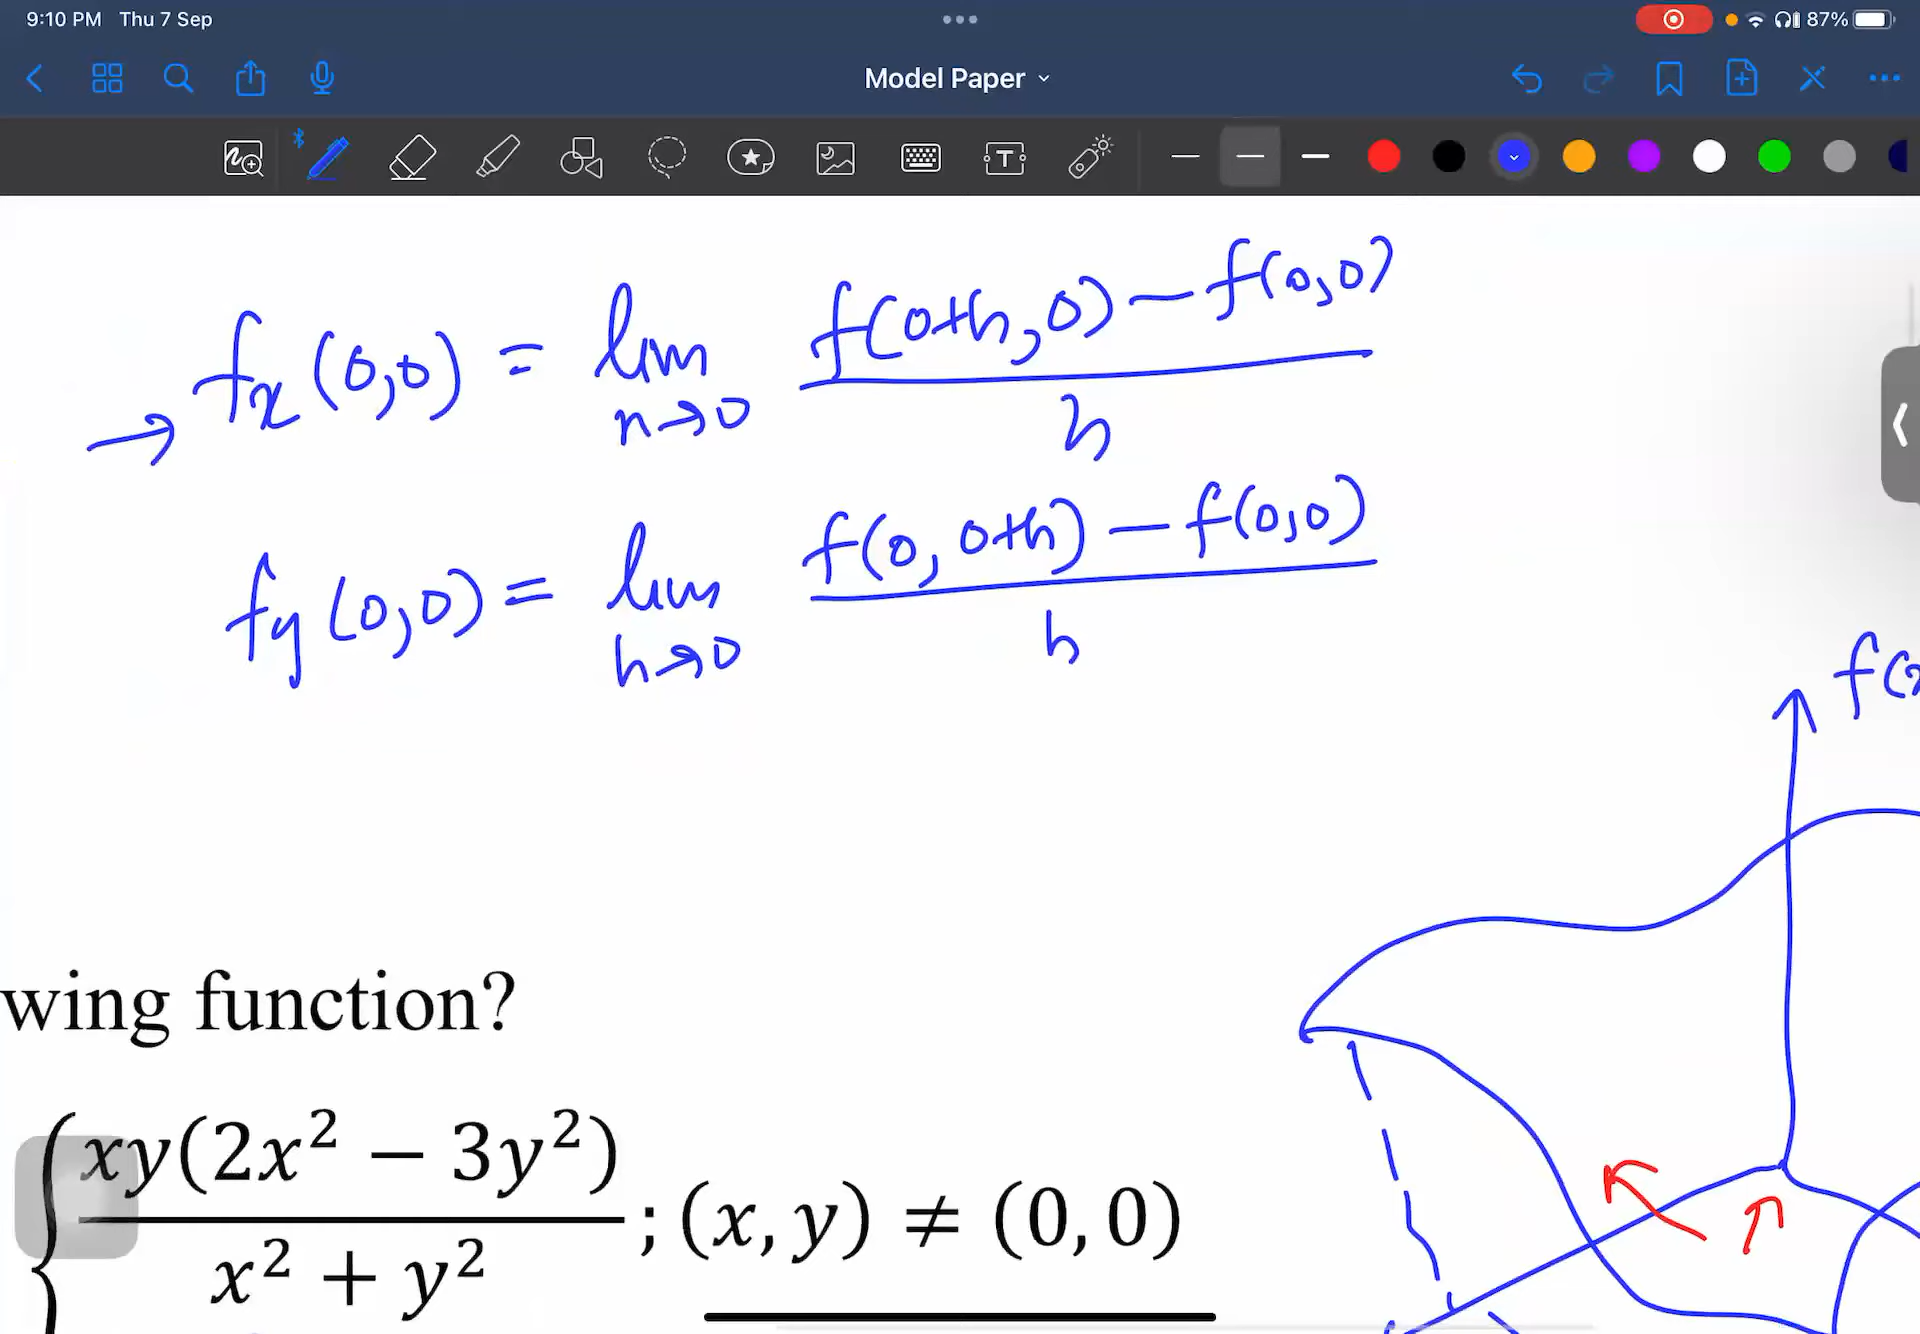 9:10 PM Thu 7 Sep
87%
Model Paper
T
fx (0,0) = lim n→0 f(0+h,0) − f(0,0) / h
fy (0,0) = lim h→0 f(0, 0+h) − f(0,0) / h
f(x
wing function?
{ xy(2x² − 3y²) / x² + y² ; (x, y) ≠ (0, 0)